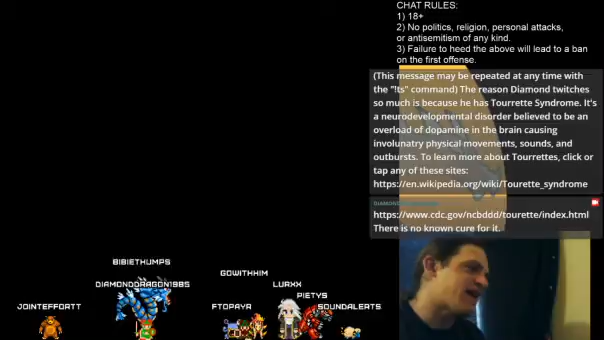 CHAT RULES:
1) 18+
2) No politics, religion, personal attacks,
or antisemitism of any kind.
3) Failure to heed the above will lead to a ban
on the first offense.
(This message may be repeated at any time with
the "!ts" command) The reason Diamond twitches
so much is because he has Tourrette Syndrome. It's
a neurodevelopmental disorder believed to be an
overload of dopamine in the brain causing
involunatry physical movements, sounds, and
outbursts. To learn more about Tourrettes, click or
tap any of these sites:
https://en.wikipedia.org/wiki/Tourette_syndrome
https://www.cdc.gov/ncbddd/tourette/index.html
There is no known cure for it.
BIBIETHUMPS
GOWITHHIM
DIAMONDDRAGON1985
LURXX
PIETYS
JOINTEFFORTT
FTOPAYR
SOUNDALERTS